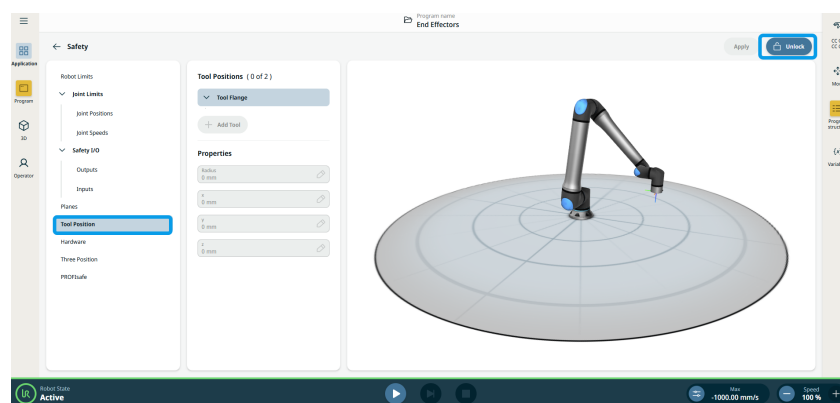 Program name
End Effectors
Safety
Apply
Unlock
Application
Program
3D
Operator
Robot Limits
Joint Limits
Joint Positions
Joint Speeds
Safety I/O
Outputs
Inputs
Planes
Tool Position
Hardware
Three Position
PROFIsafe
Tool Positions ( 0 of 2 )
Tool Flange
+ Add Tool
Properties
Radius
0 mm
0 mm
y
0 mm
0 mm
UR
Robot State
Active
Max
-1000.00 mm/s
Speed
100 %